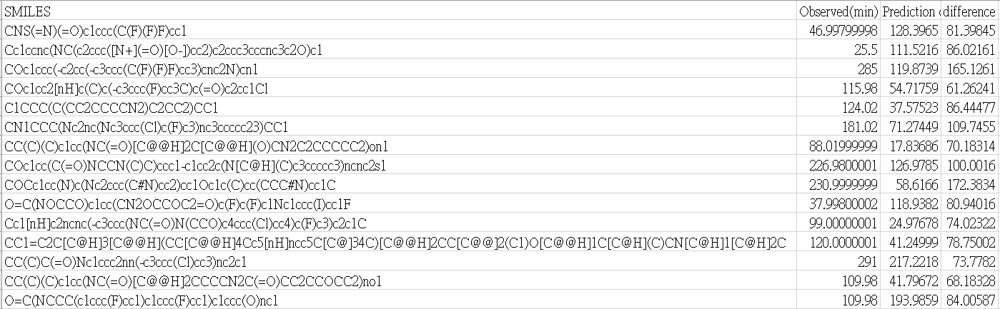 SMILES Observed(min) Prediction difference
CNS(=N)(=O)c1ccc(C(F)(F)F)cc1 46.99799998 128.3965 81.39845
Cc1ccnc(NC(c2ccc([N+](=O)[O-])cc2)c2ccc3cccnc3c2O)c1 25.5 111.5216 86.02161
COc1ccc(-c2cc(-c3ccc(C(F)(F)F)cc3)cnc2N)cn1 285 119.8739 165.1261
COc1cc2[nH]c(C)c(-c3ccc(F)cc3C)c(=O)c2cc1Cl 115.98 54.71759 61.26241
C1CCC(C(CC2CCCCN2)C2CC2)CC1 124.02 37.57523 86.44477
CN1CCC(Nc2nc(Nc3ccc(Cl)c(F)c3)nc3ccccc23)CC1 181.02 71.27449 109.7455
CC(C)(C)c1cc(NC(=O)[C@@H]2C[C@@H](O)CN2C2CCCCC2)on1 88.01999999 17.83686 70.18314
COc1cc(C(=O)NCCN(C)C)ccc1-c1cc2c(N[C@H](C)c3ccccc3)ncnc2s1 226.9800001 126.9785 100.0016
COCc1cc(N)c(Nc2ccc(C#N)cc2)cc1Oc1c(C)cc(CCC#N)cc1C 230.9999999 58.6166 172.3834
O=C(NOCCO)c1cc(CN2OCCOC2=O)c(F)c(F)c1Nc1ccc(I)cc1F 37.99800002 118.9382 80.94016
Cc1[nH]c2ncnc(-c3ccc(NC(=O)N(CCO)c4ccc(Cl)cc4)c(F)c3)c2c1C 99.00000001 24.97678 74.02322
CC1=C2C[C@H]3[C@@H](CC[C@@H]4Cc5[nH]ncc5C[C@]34C)[C@@H]2CC[C@@]2(C1)O[C@@H]1C[C@H](C)CN[C@H]1[C@H]2C 120.0000001 41.24999 78.75002
CC(C)C(=O)Nc1ccc2nn(-c3ccc(Cl)cc3)nc2c1 291 217.2218 73.7782
CC(C)(C)c1cc(NC(=O)[C@@H]2CCCCN2C(=O)CC2CCOCC2)no1 109.98 41.79672 68.18328
O=C(NCCC(c1ccc(F)cc1)c1ccc(F)cc1)c1ccc(O)nc1 109.98 193.9859 84.00587